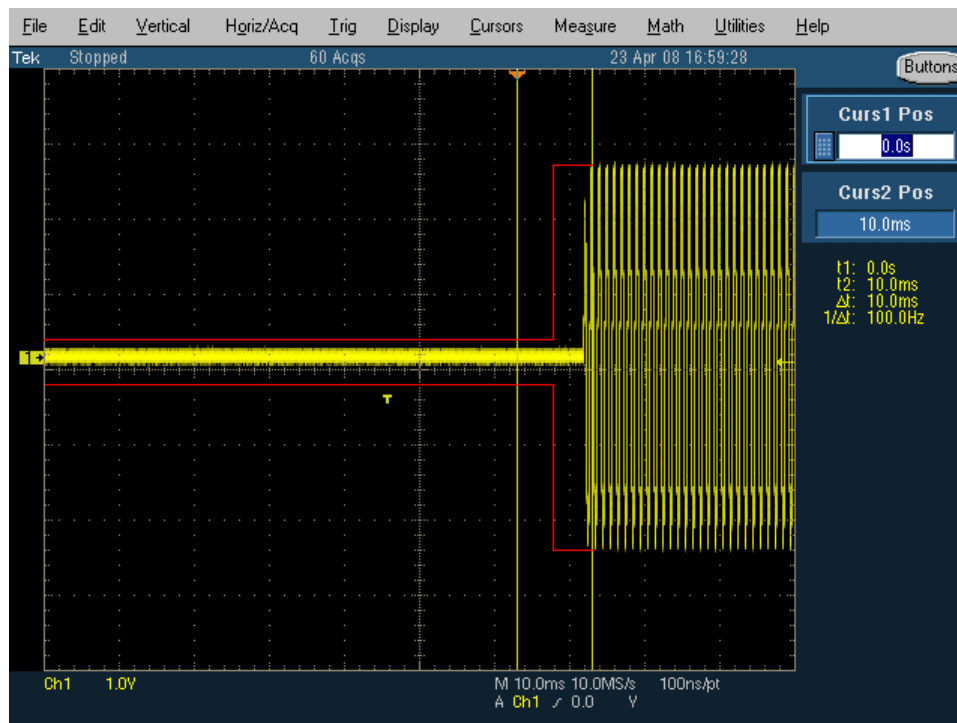 File Edit Vertical Horiz/Acq Trig Display Cursors Measure Math Utilities Help
Tek Stopped 60 Acqs 23 Apr 08 16:59:28
Buttons
Curs1 Pos
0.0s
Curs2 Pos
10.0ms
t1: 0.0s
t2: 10.0ms
Δt: 10.0ms
1/Δt: 100.0Hz
1
T
Ch1 1.0V M 10.0ms 10.0MS/s 100ns/pt
A Ch1 ∕ 0.0 V